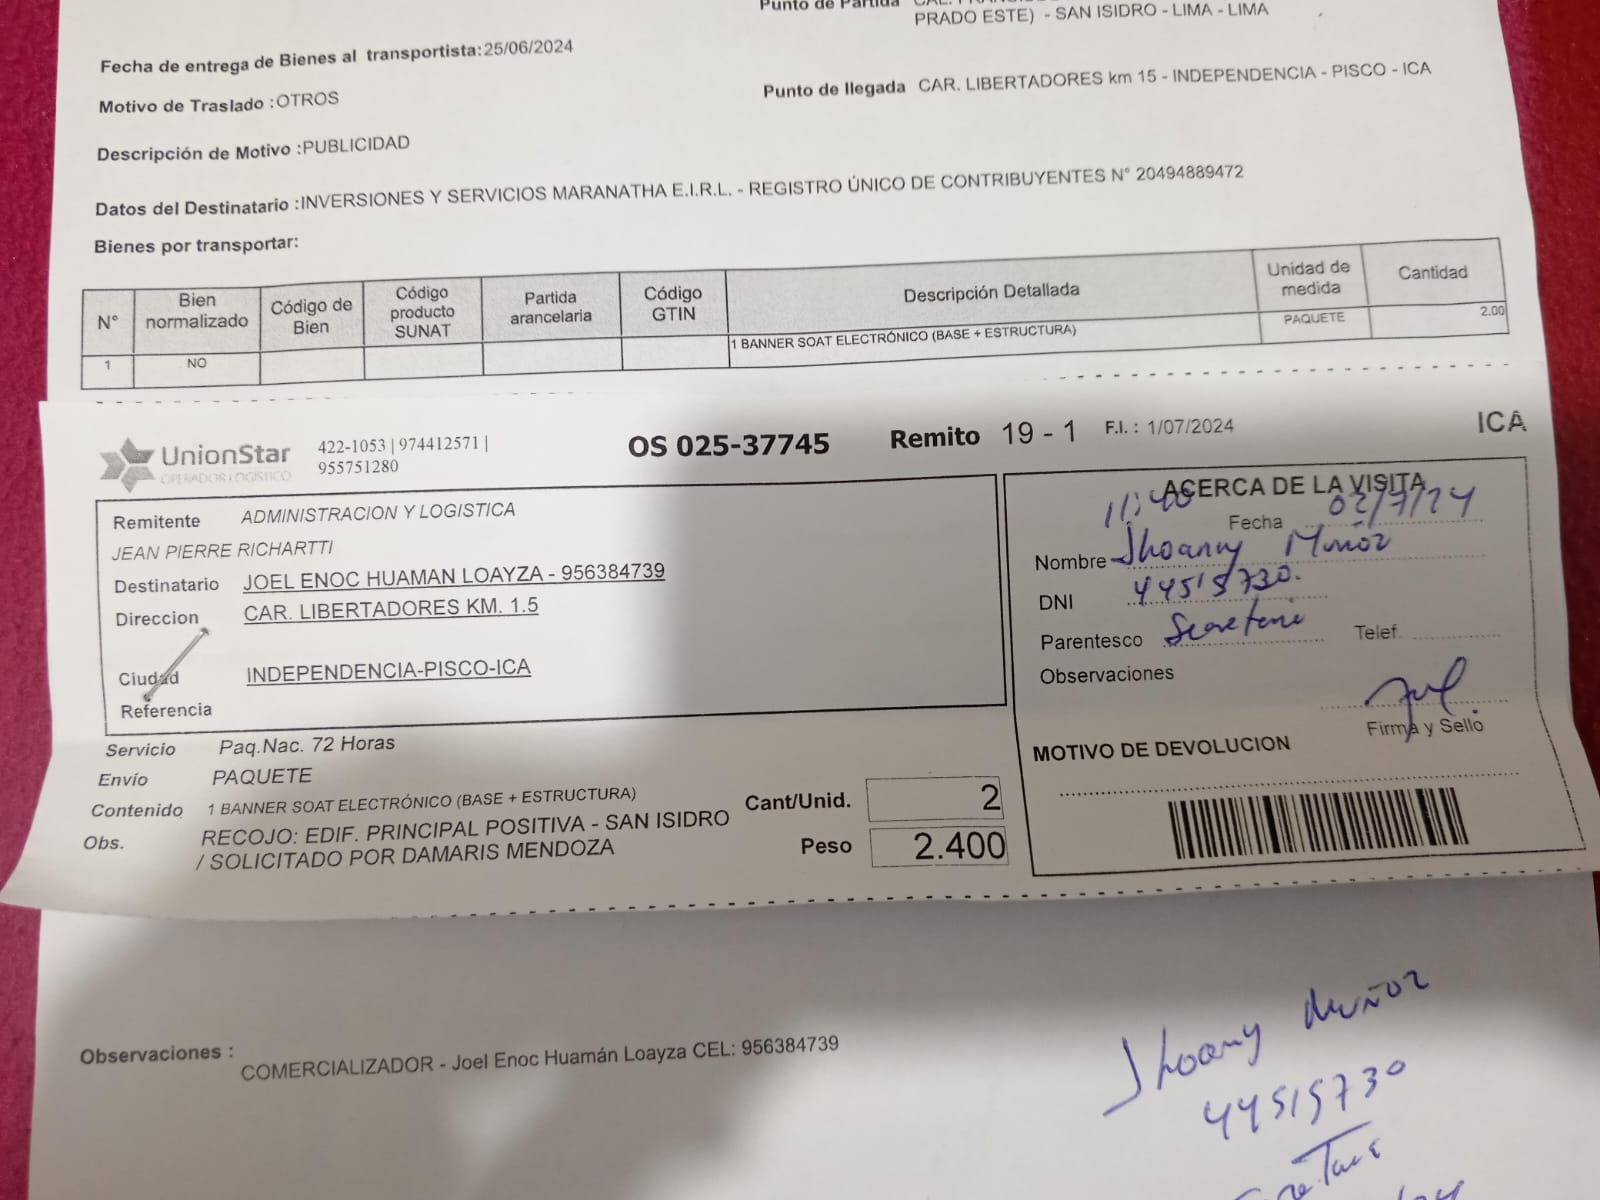 Punto de Partida
PRADO ESTE) - SAN ISIDRO - LIMA - LIMA
Fecha de entrega de Bienes al transportista:25/06/2024
Punto de llegada CAR. LIBERTADORES km 15 - INDEPENDENCIA - PISCO - ICA
Motivo de Traslado :OTROS
Descripción de Motivo :PUBLICIDAD
Datos del Destinatario :INVERSIONES Y SERVICIOS MARANATHA E.I.R.L. - REGISTRO ÚNICO DE CONTRIBUYENTES N° 20494889472
Bienes por transportar:
N° Bien normalizado Código de Bien Código producto SUNAT Partida arancelaria Código GTIN Descripción Detallada Unidad de medida Cantidad
1 NO 1 BANNER SOAT ELECTRÓNICO (BASE + ESTRUCTURA) PAQUETE 2.00
UnionStar
OPERADOR LOGISTICO
422-1053 | 974412571 |
955751280
OS 025-37745 Remito 19 - 1 F.I. : 1/07/2024 ICA
Remitente ADMINISTRACION Y LOGISTICA
JEAN PIERRE RICHARTTI
Destinatario JOEL ENOC HUAMAN LOAYZA - 956384739
Direccion CAR. LIBERTADORES KM. 1.5
Ciudad INDEPENDENCIA-PISCO-ICA
Referencia
Servicio Paq.Nac. 72 Horas
Envío PAQUETE
Contenido 1 BANNER SOAT ELECTRÓNICO (BASE + ESTRUCTURA)
Obs. RECOJO: EDIF. PRINCIPAL POSITIVA - SAN ISIDRO
/ SOLICITADO POR DAMARIS MENDOZA
Cant/Unid. 2
Peso 2.400
ACERCA DE LA VISITA
11:40 Fecha 02/7/24
Nombre Jhoanny Muñoz
DNI 44515730.
Parentesco Secretaria Telef.
Observaciones
Firma y Sello
MOTIVO DE DEVOLUCION
Observaciones :
COMERCIALIZADOR - Joel Enoc Huamán Loayza CEL: 956384739
Jhoanny Muñoz
44515730